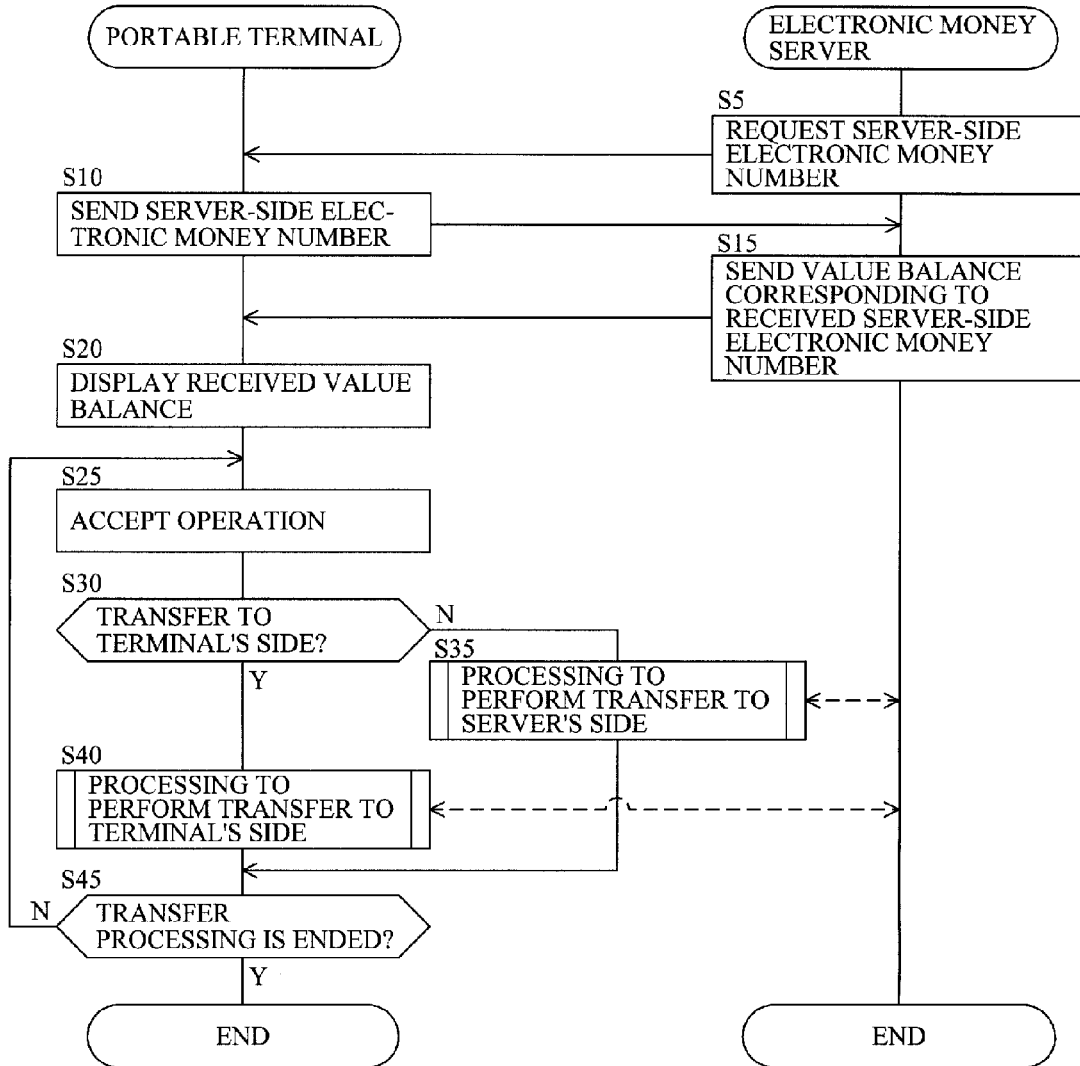 PORTABLE TERMINAL
ELECTRONIC MONEY
SERVER
S5
REQUEST SERVER-SIDE
ELECTRONIC MONEY
NUMBER
S10
SEND SERVER-SIDE ELEC-
TRONIC MONEY NUMBER
S15
SEND VALUE BALANCE
CORRESPONDING TO
RECEIVED SERVER-SIDE
ELECTRONIC MONEY
NUMBER
S20
DISPLAY RECEIVED VALUE
BALANCE
S25
ACCEPT OPERATION
S30
TRANSFER TO
TERMINAL'S SIDE?
N
Y
S35
PROCESSING TO
PERFORM TRANSFER TO
SERVER'S SIDE
S40
PROCESSING TO
PERFORM TRANSFER TO
TERMINAL'S SIDE
S45
TRANSFER
PROCESSING IS ENDED?
N
Y
END
END